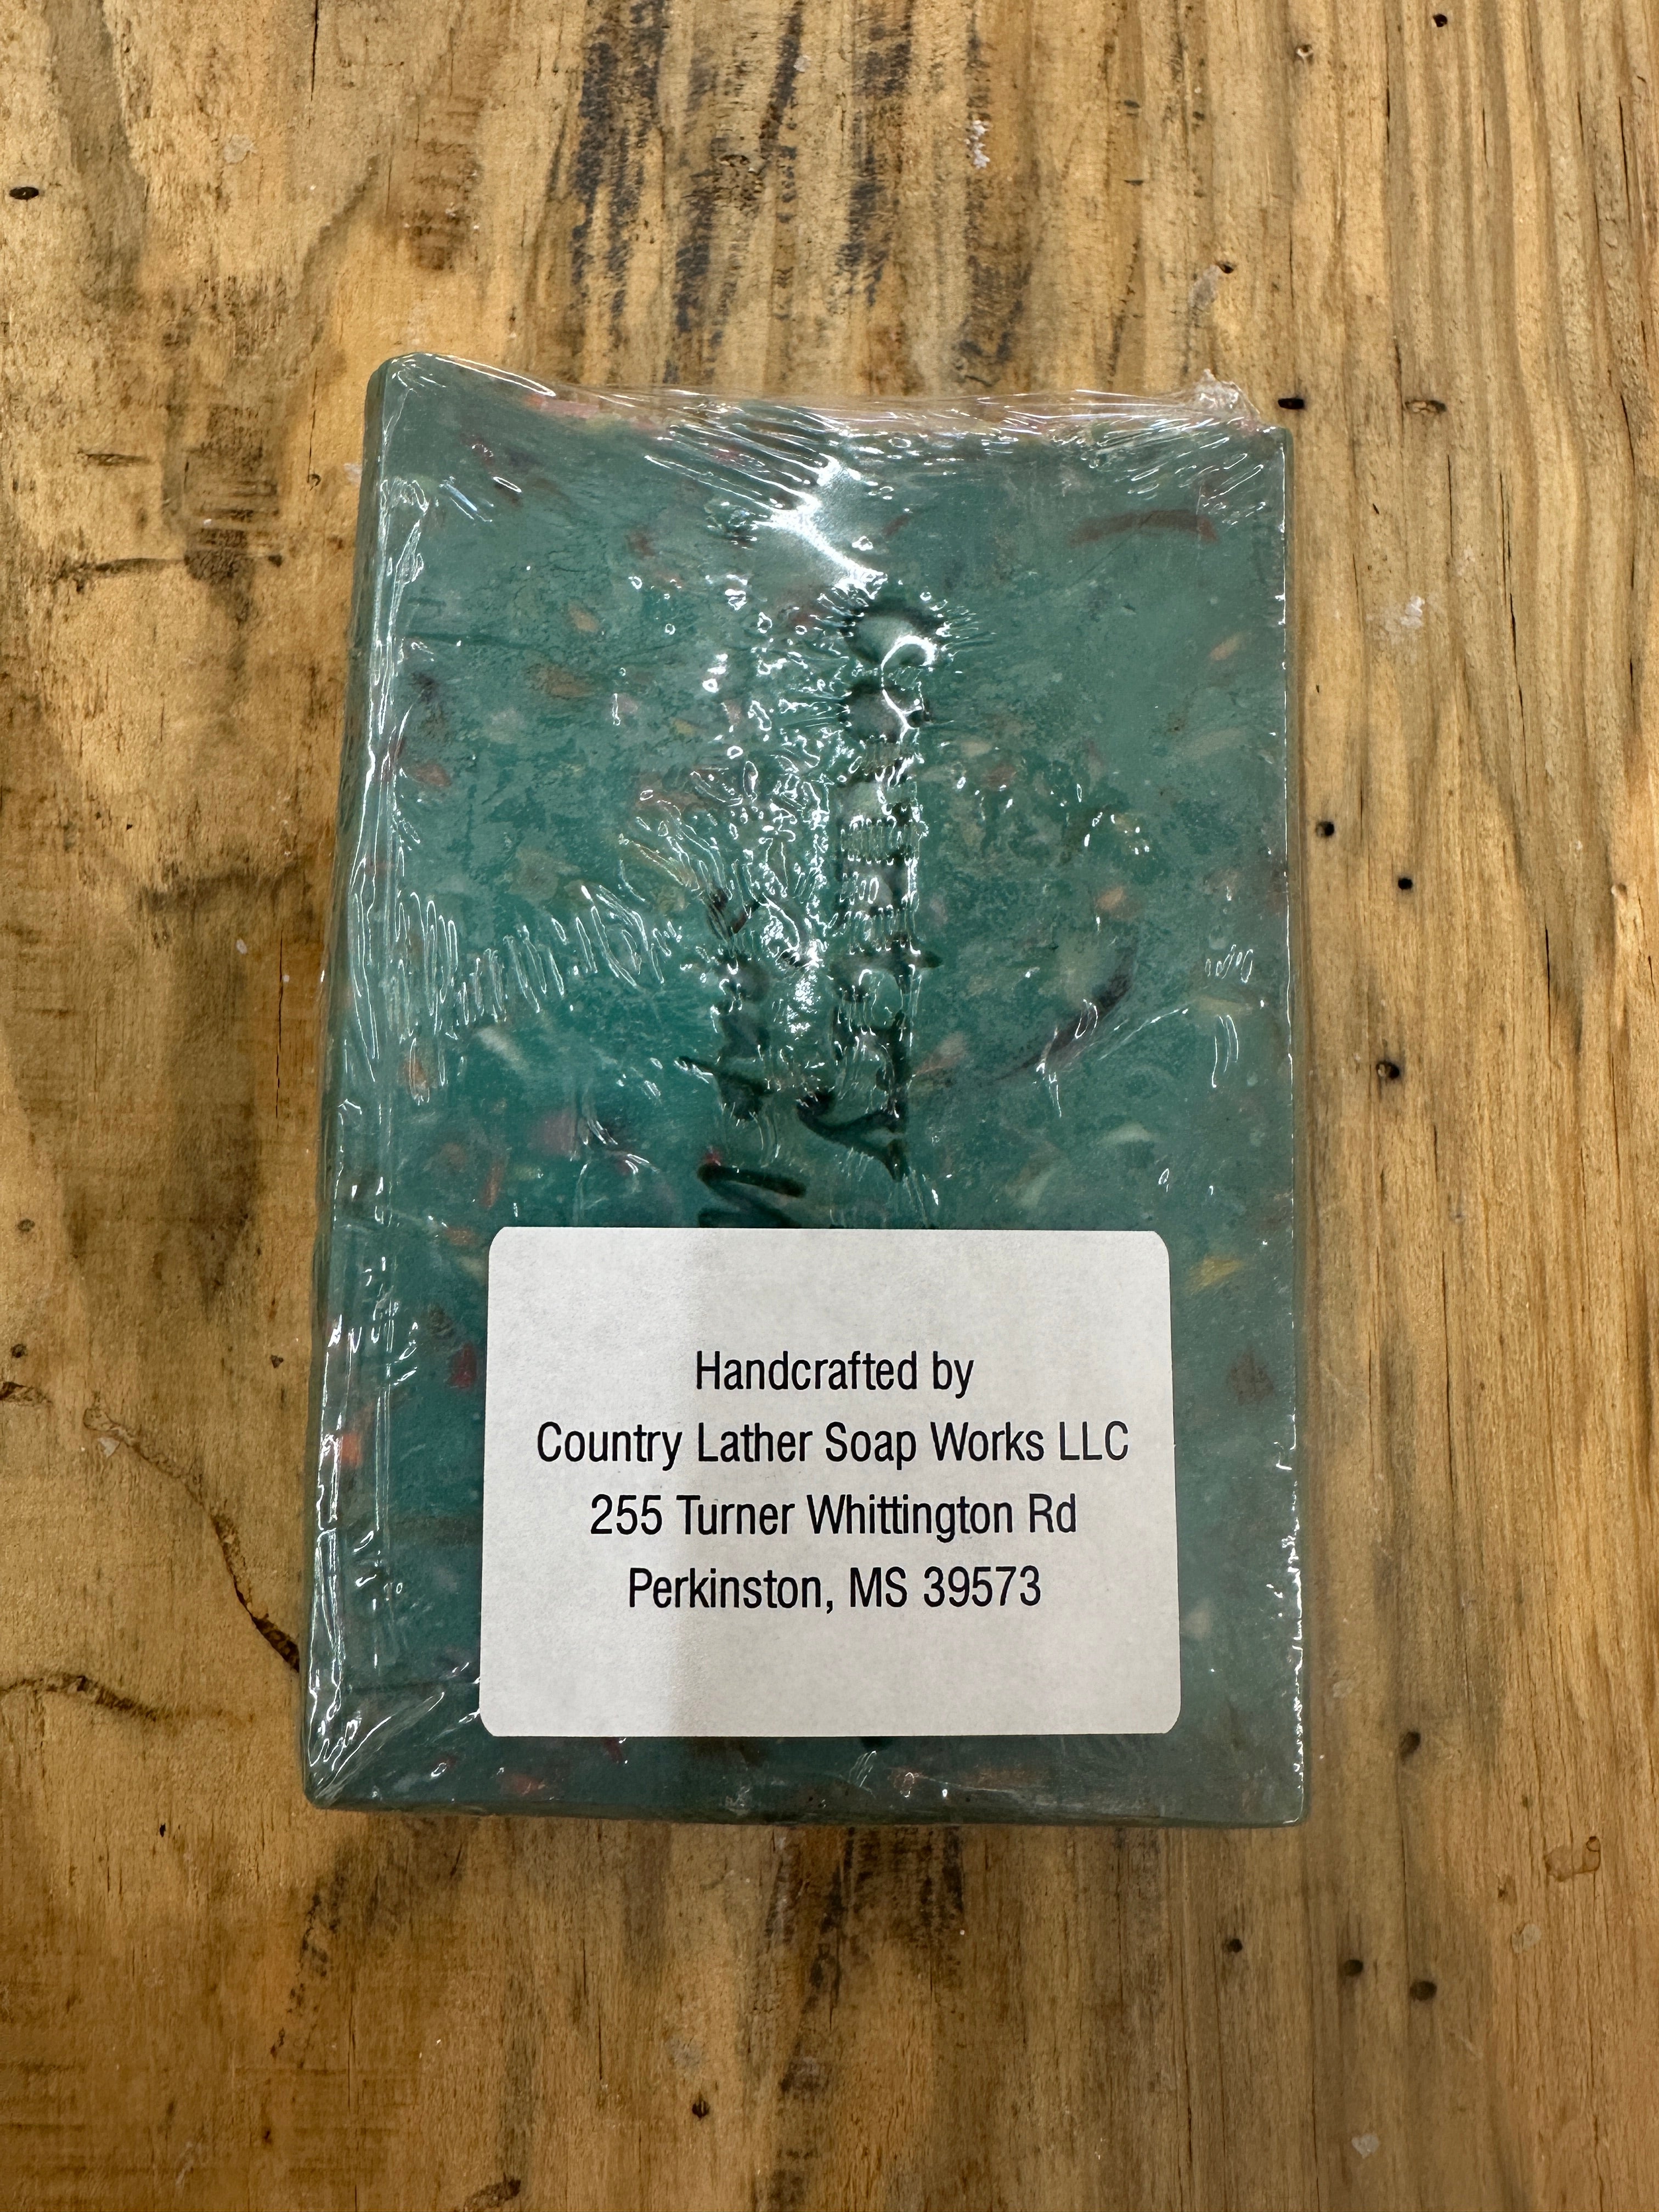 Handcrafted by
Country Lather Soap Works LLC
255 Turner Whittington Rd
Perkinston, MS 39573